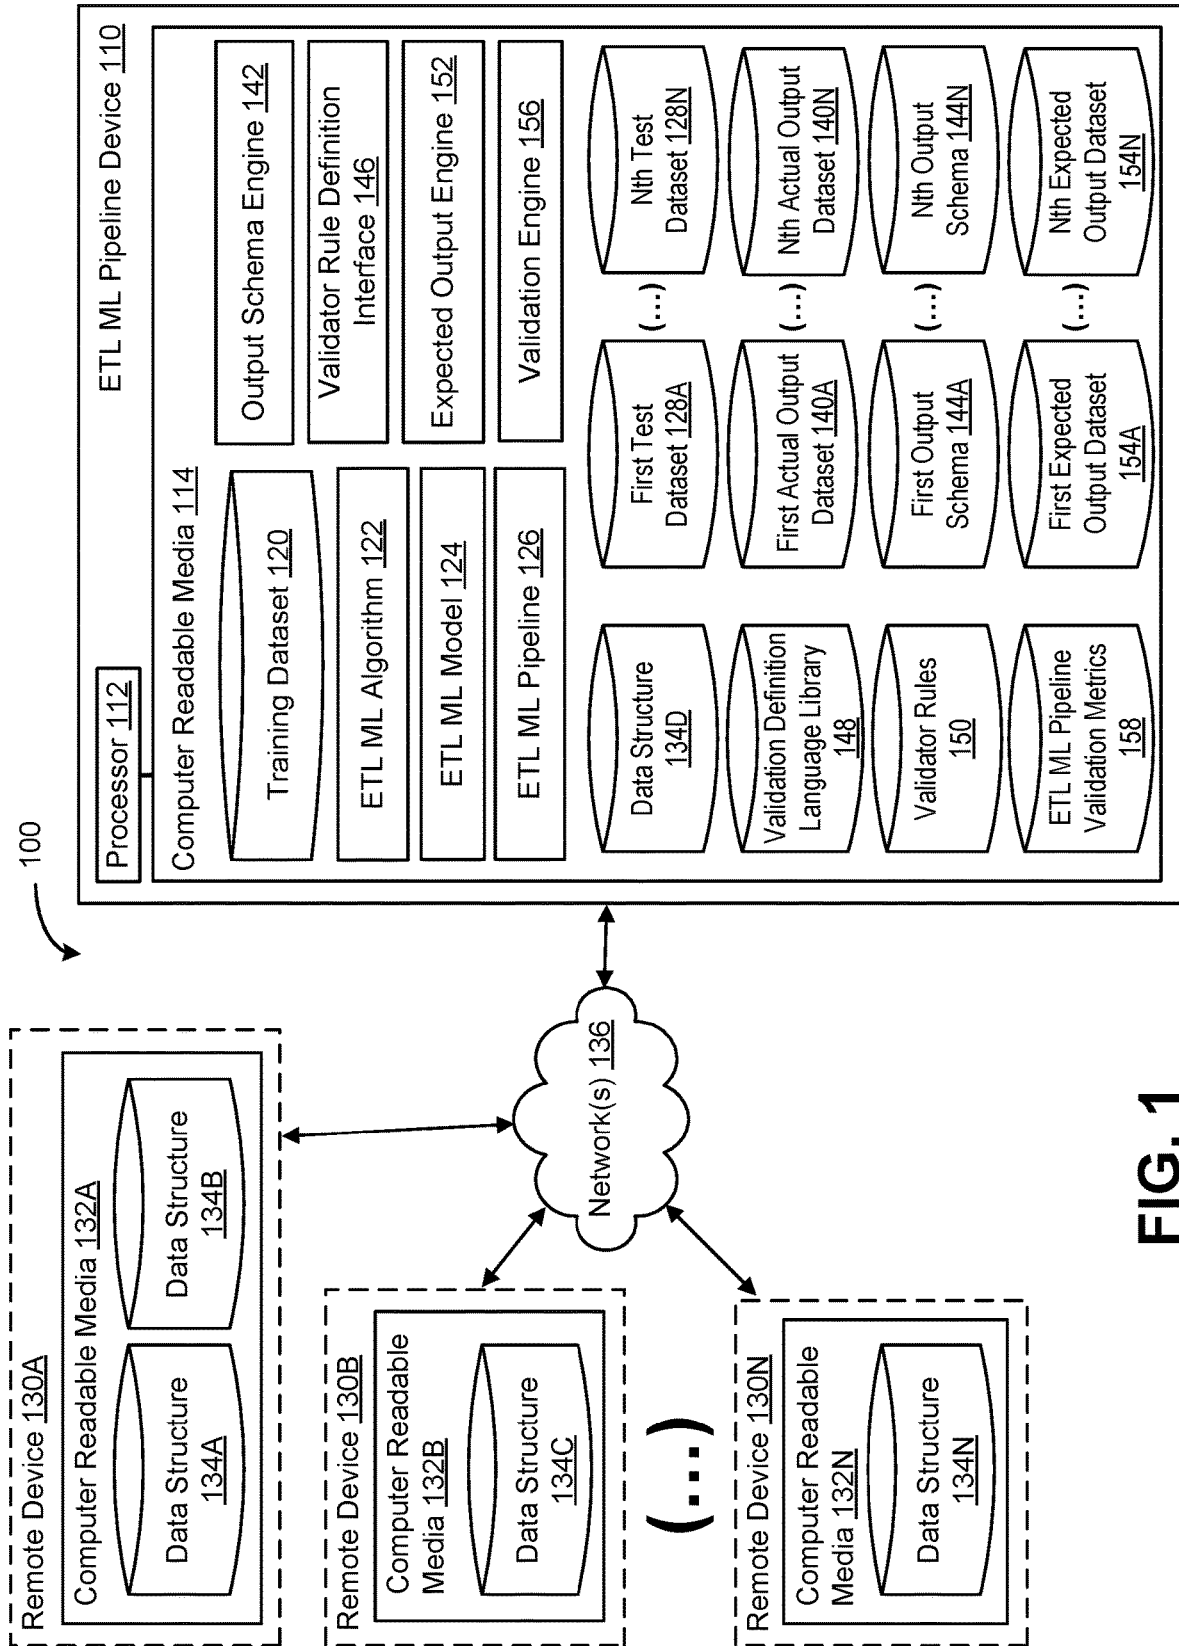 100
Remote Device 130A
Computer Readable Media 132A
Data Structure
134A
Data Structure
134B
Remote Device 130B
Computer Readable
Media 132B
Data Structure
134C
(...)
Remote Device 130N
Computer Readable
Media 132N
Data Structure
134N
Network(s) 136
ETL ML Pipeline Device 110
Processor 112
Computer Readable Media 114
Training Dataset 120
ETL ML Algorithm 122
ETL ML Model 124
ETL ML Pipeline 126
Output Schema Engine 142
Validator Rule Definition
Interface 146
Expected Output Engine 152
Validation Engine 156
Data Structure
134D
First Test
Dataset 128A
(...)
Nth Test
Dataset 128N
Validation Definition
Language Library
148
First Actual Output
Dataset 140A
(...)
Nth Actual Output
Dataset 140N
Validator Rules
150
First Output
Schema 144A
(...)
Nth Output
Schema 144N
ETL ML Pipeline
Validation Metrics
158
First Expected
Output Dataset
154A
(...)
Nth Expected
Output Dataset
154N
FIG. 1